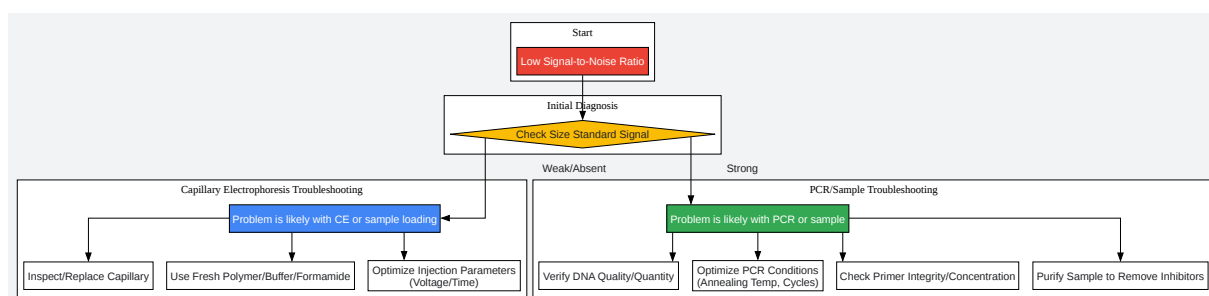 Start
Low Signal-to-Noise Ratio
Initial Diagnosis
Check Size Standard Signal
Weak/Absent
Strong
Capillary Electrophoresis Troubleshooting
PCR/Sample Troubleshooting
Problem is likely with CE or sample loading
Problem is likely with PCR or sample
Inspect/Replace Capillary
Use Fresh Polymer/Buffer/Formamide
Optimize Injection Parameters
(Voltage/Time)
Verify DNA Quality/Quantity
Optimize PCR Conditions
(Annealing Temp, Cycles)
Check Primer Integrity/Concentration
Purify Sample to Remove Inhibitors